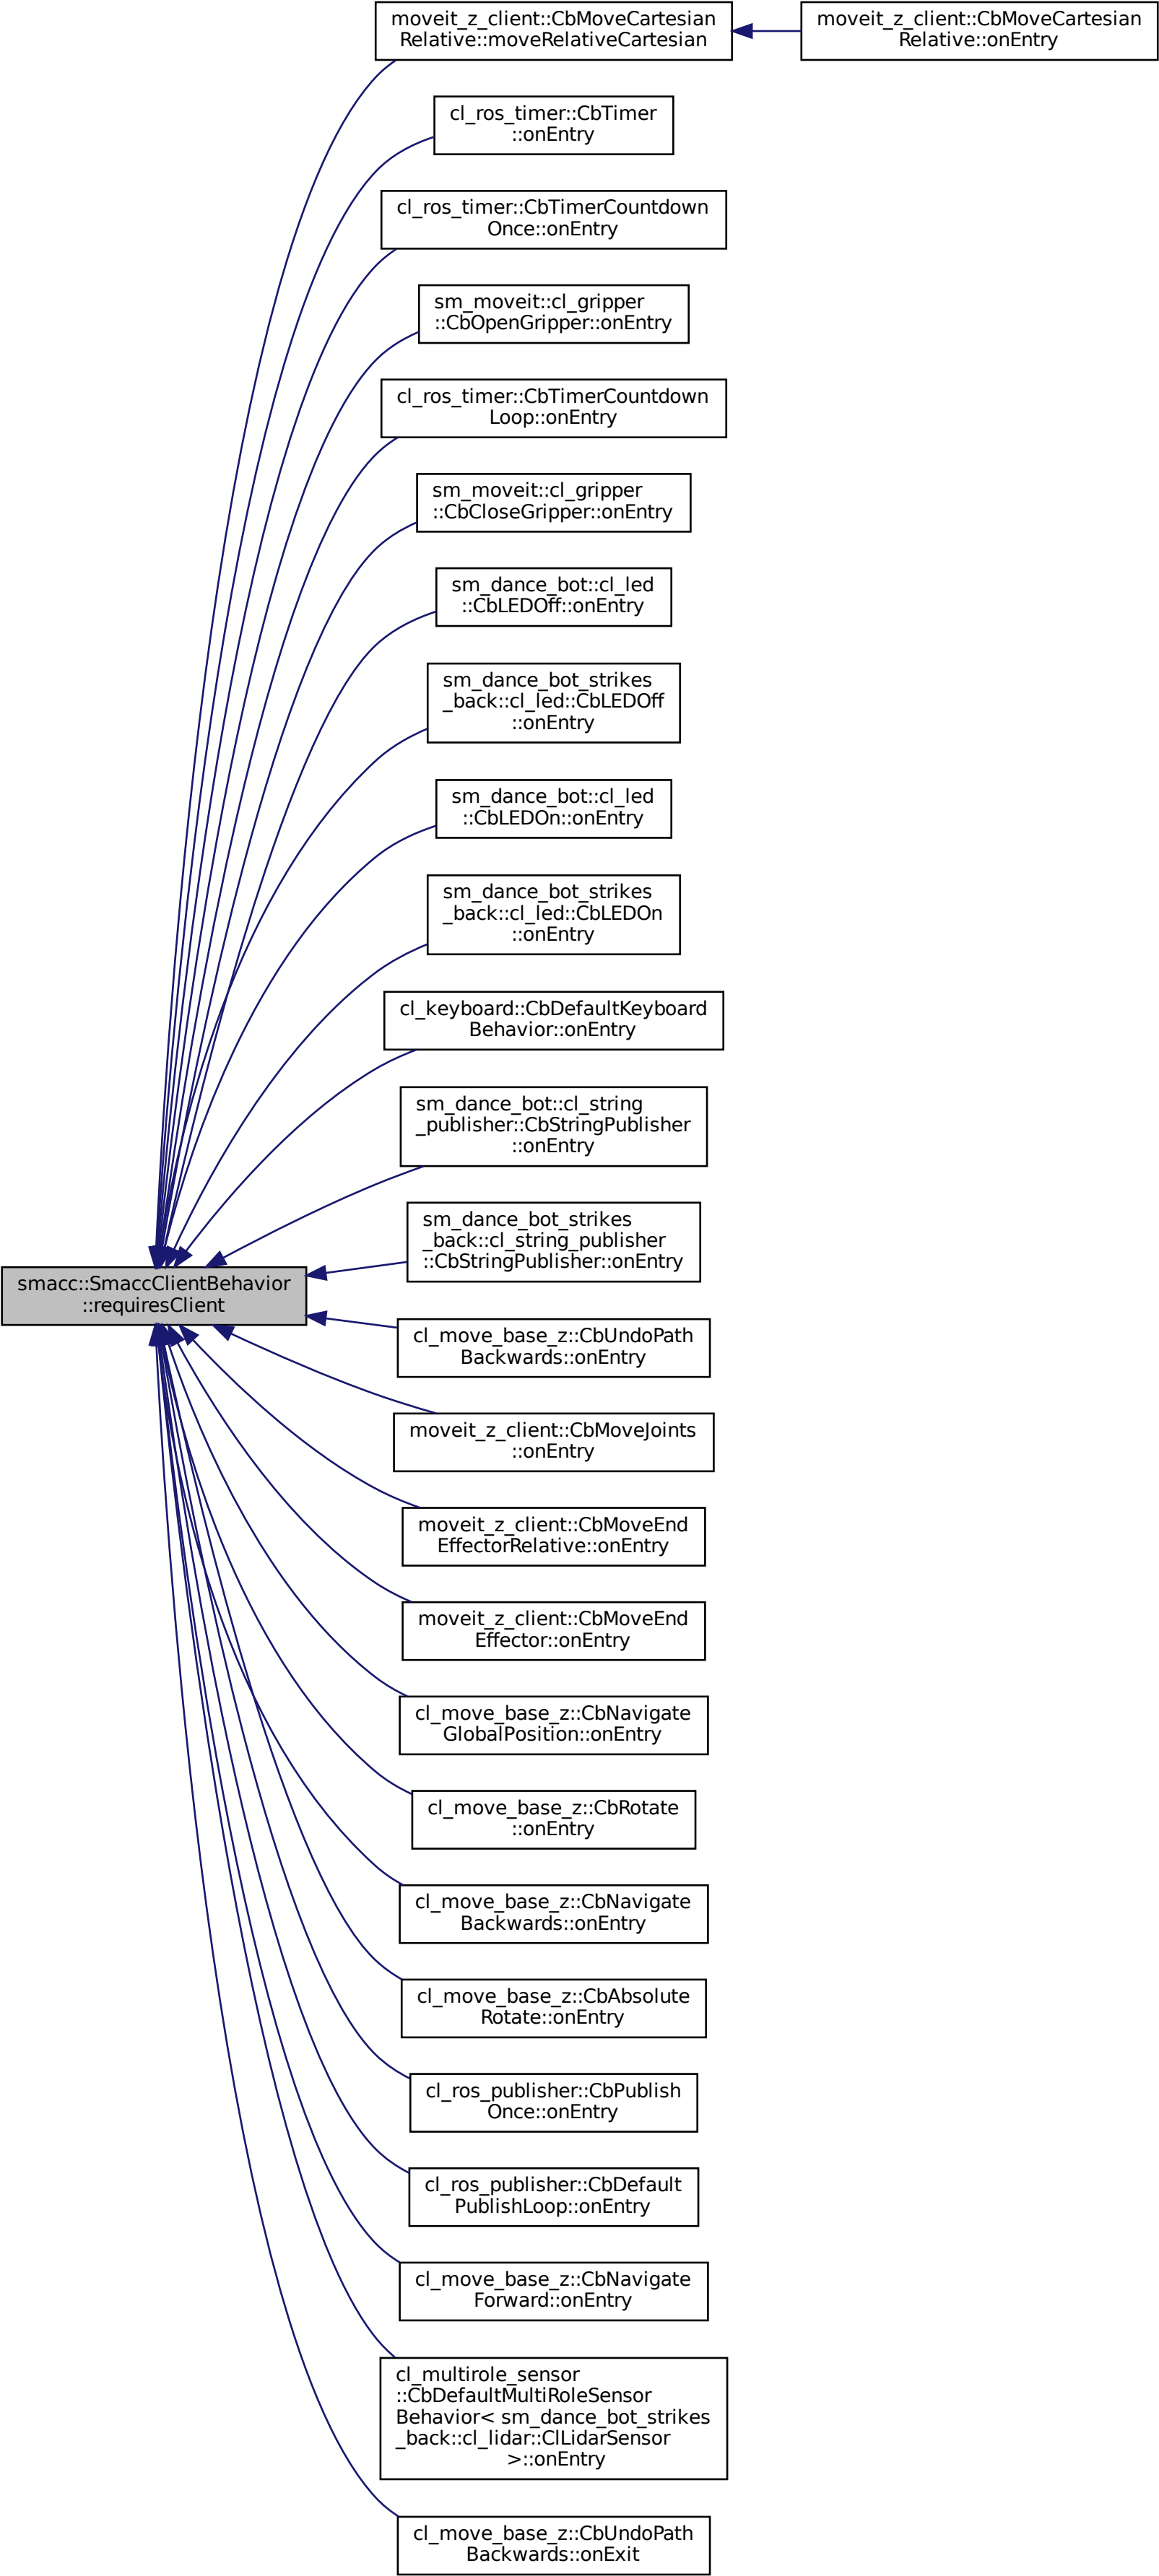 moveit_z_client::CbMoveCartesian
Relative::moveRelativeCartesian
moveit_z_client::CbMoveCartesian
Relative::onEntry
cl_ros_timer::CbTimer
::onEntry
cl_ros_timer::CbTimerCountdown
Once::onEntry
sm_moveit::cl_gripper
::CbOpenGripper::onEntry
cl_ros_timer::CbTimerCountdown
Loop::onEntry
sm_moveit::cl_gripper
::CbCloseGripper::onEntry
sm_dance_bot::cl_led
::CbLEDOff::onEntry
sm_dance_bot_strikes
_back::cl_led::CbLEDOff
::onEntry
sm_dance_bot::cl_led
::CbLEDOn::onEntry
sm_dance_bot_strikes
_back::cl_led::CbLEDOn
::onEntry
cl_keyboard::CbDefaultKeyboard
Behavior::onEntry
sm_dance_bot::cl_string
_publisher::CbStringPublisher
::onEntry
sm_dance_bot_strikes
_back::cl_string_publisher
::CbStringPublisher::onEntry
smacc::SmaccClientBehavior
::requiresClient
cl_move_base_z::CbUndoPath
Backwards::onEntry
moveit_z_client::CbMoveJoints
::onEntry
moveit_z_client::CbMoveEnd
EffectorRelative::onEntry
moveit_z_client::CbMoveEnd
Effector::onEntry
cl_move_base_z::CbNavigate
GlobalPosition::onEntry
cl_move_base_z::CbRotate
::onEntry
cl_move_base_z::CbNavigate
Backwards::onEntry
cl_move_base_z::CbAbsolute
Rotate::onEntry
cl_ros_publisher::CbPublish
Once::onEntry
cl_ros_publisher::CbDefault
PublishLoop::onEntry
cl_move_base_z::CbNavigate
Forward::onEntry
cl_multirole_sensor
::CbDefaultMultiRoleSensor
Behavior< sm_dance_bot_strikes
_back::cl_lidar::ClLidarSensor
>::onEntry
cl_move_base_z::CbUndoPath
Backwards::onExit